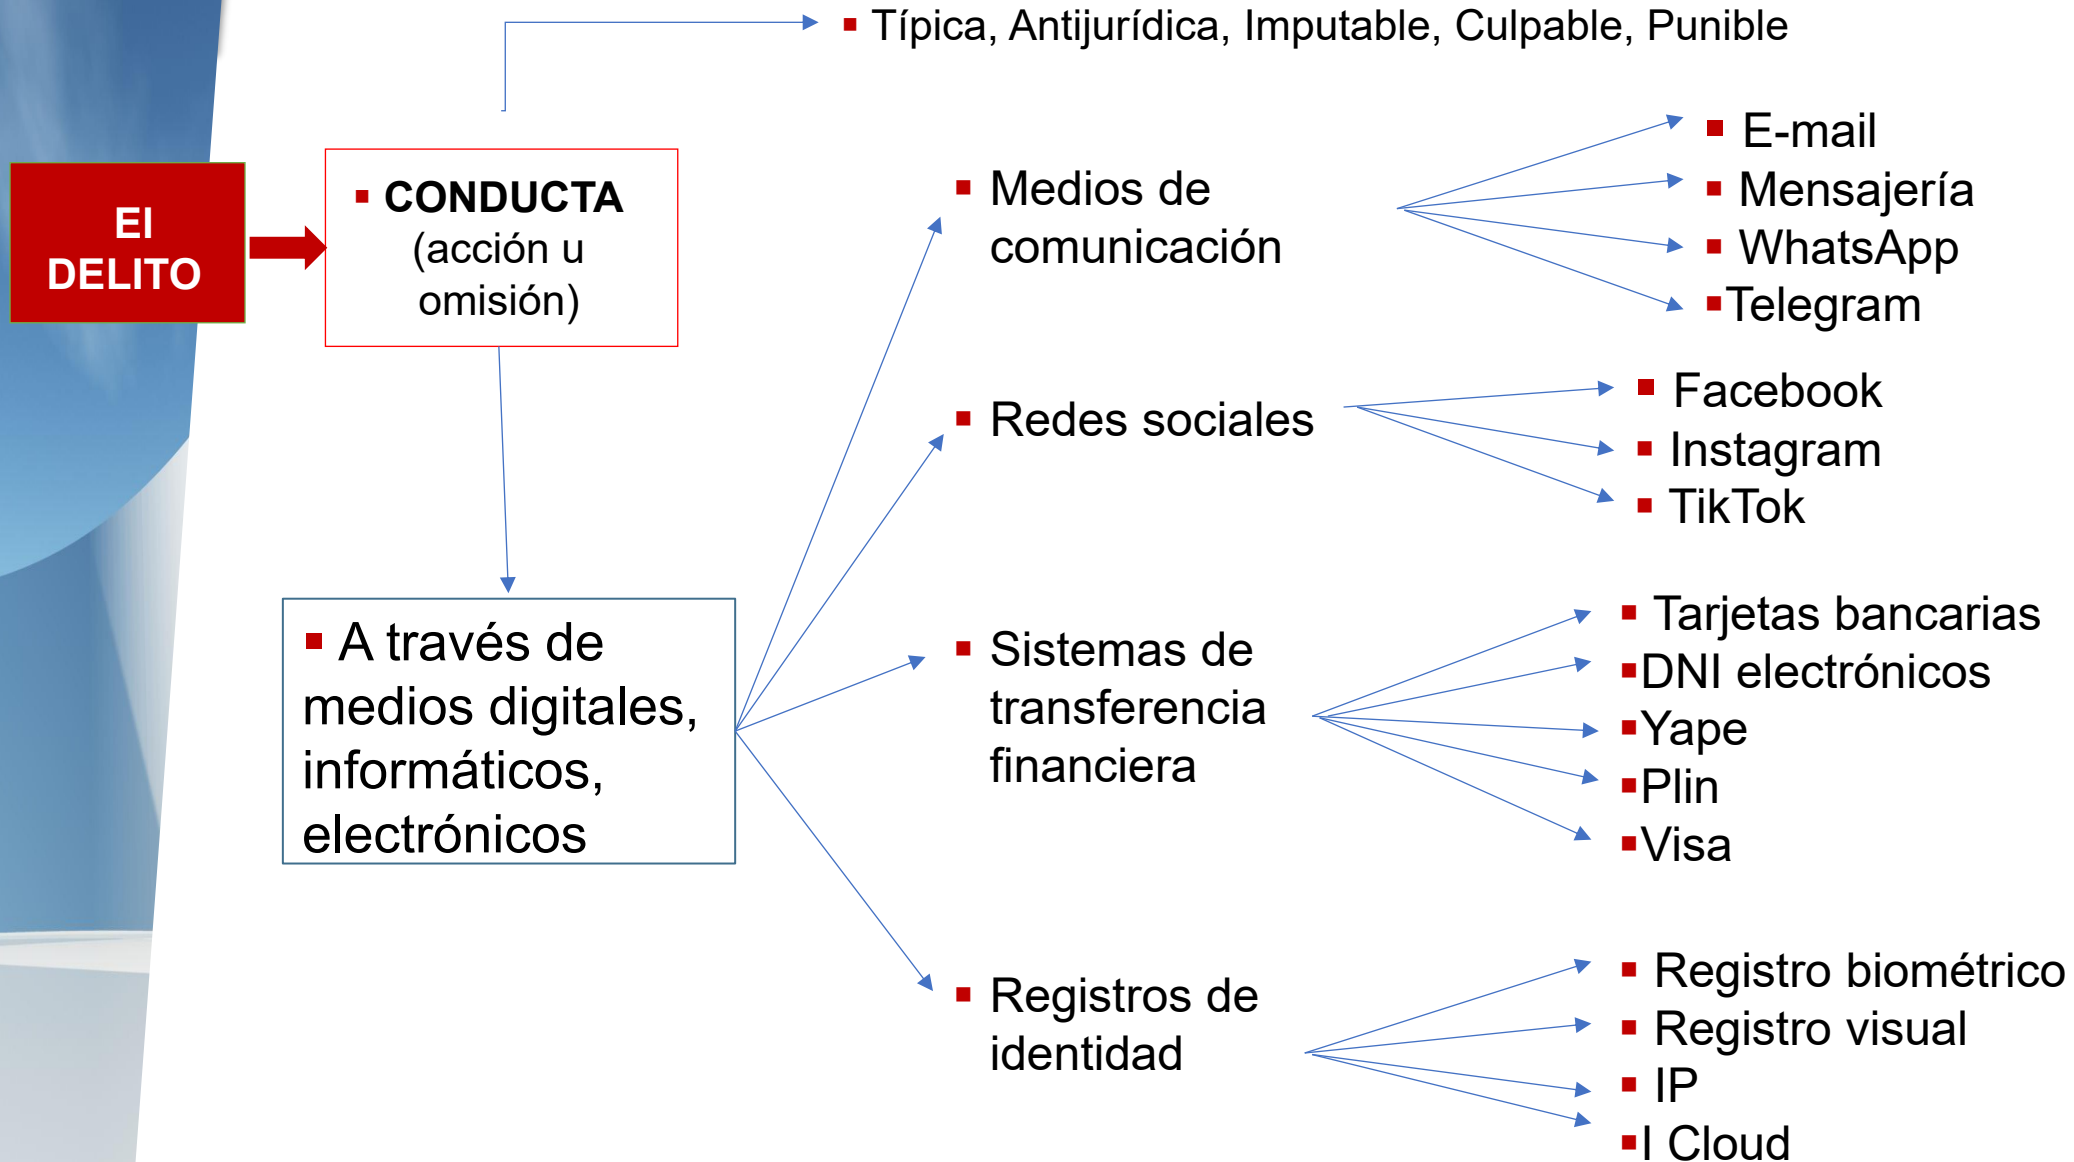 Típica, Antijurídica, Imputable, Culpable, Punible
El
DELITO
CONDUCTA
(acción u
omisión)
A través de
medios digitales,
informáticos,
electrónicos
Medios de
comunicación
E-mail
Mensajería
WhatsApp
Telegram
Redes sociales
Facebook
Instagram
TikTok
Sistemas de
transferencia
financiera
Tarjetas bancarias
DNI electrónicos
Yape
Plin
Visa
Registros de
identidad
Registro biométrico
Registro visual
IP
I Cloud